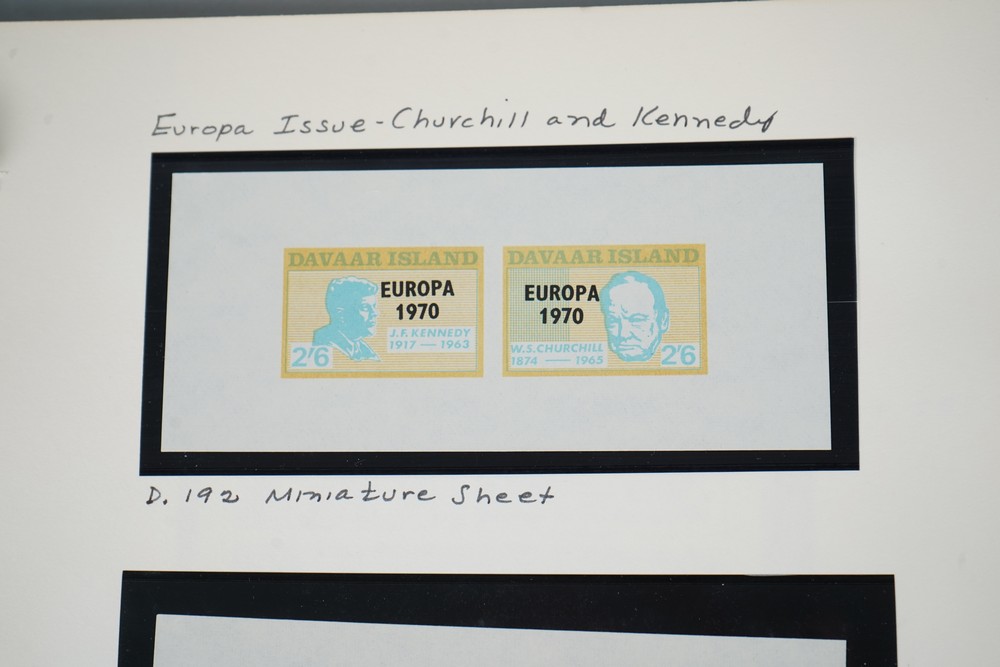 Europa Issue - Churchill and Kennedy
DAVAAR ISLAND
EUROPA
1970
J.F. KENNEDY
1917 — 1963
2'6
DAVAAR ISLAND
EUROPA
1970
W.S. CHURCHILL
1874 — 1965
2'6
D. 192 Miniature Sheet